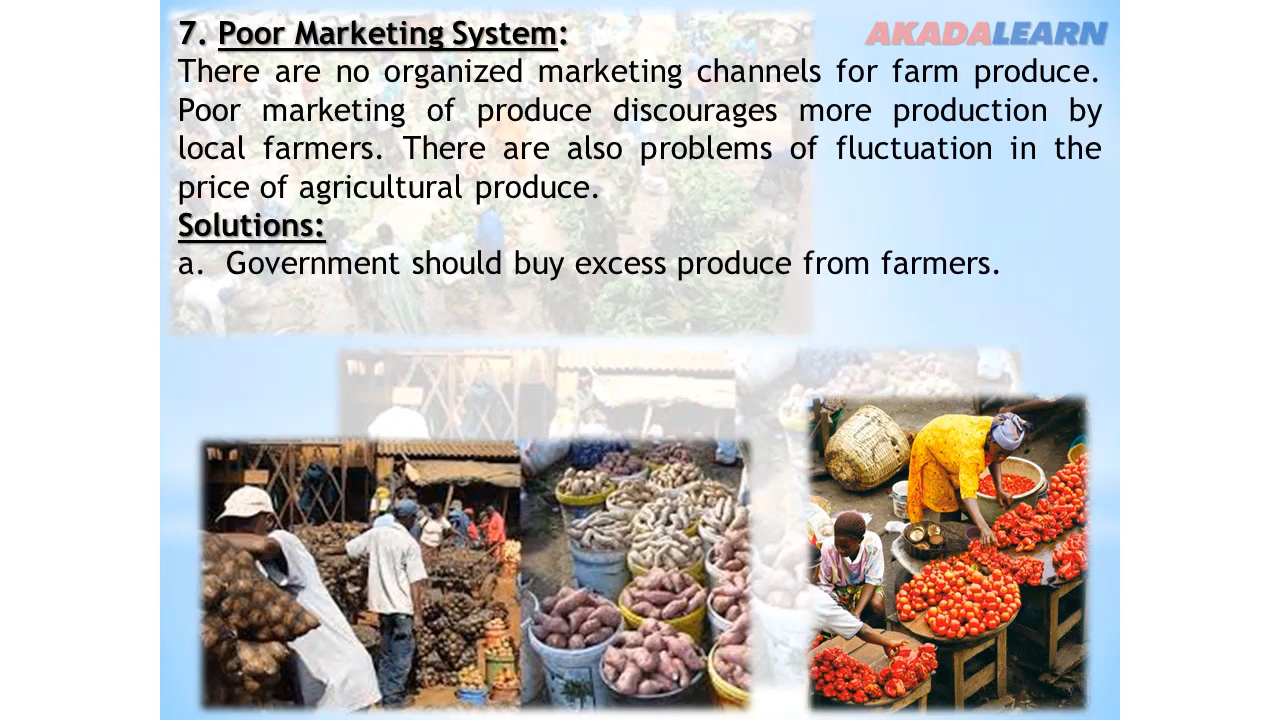 7. Poor Marketing System:
AKADALEARN
There are no organized marketing channels for farm produce.
Poor marketing of produce discourages more production by
local farmers. There are also problems of fluctuation in the
price of agricultural produce.
Solutions:
a. Government should buy excess produce from farmers.